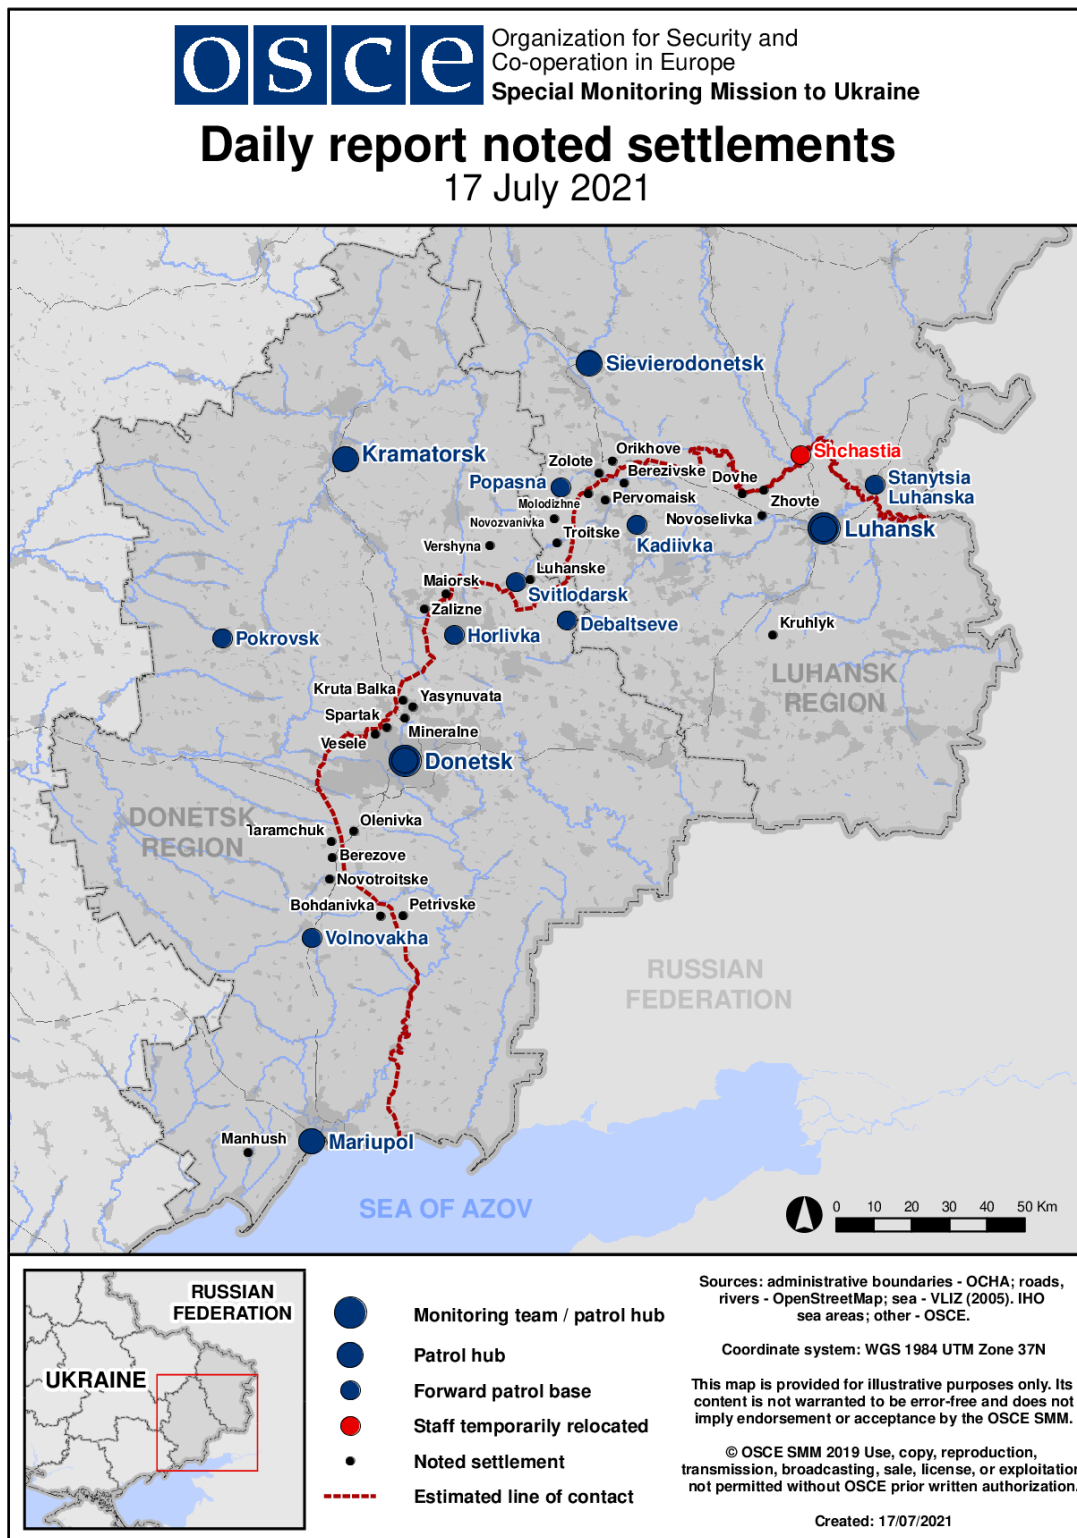 osce
Organization for Security and
Co-operation in Europe
Special Monitoring Mission to Ukraine
Daily report noted settlements
17 July 2021
Sievierodonetsk
Kramatorsk
Orikhove
Zolote
Berezivske
Popasna
Molodizhne
Pervomaisk
Dovhe
Shchastia
Stanytsia
Luhanska
Zhovte
Novoselivka
Luhansk
Novozvanivka
Troitske
Kadiivka
Vershyna
Luhanske
Maiorsk
Svitlodarsk
Zalizne
Debaltseve
Horlivka
Pokrovsk
Kruhlyk
LUHANSK
REGION
Kruta Balka
Yasynuvata
Spartak
Mineralne
Vesele
Donetsk
DONETSK
REGION
Olenivka
Taramchuk
Berezove
Novotroitske
Bohdanivka
Petrivske
Volnovakha
RUSSIAN
FEDERATION
Manhush
Mariupol
SEA OF AZOV
0 10 20 30 40 50 Km
RUSSIAN
FEDERATION
UKRAINE
Monitoring team / patrol hub
Patrol hub
Forward patrol base
Staff temporarily relocated
Noted settlement
Estimated line of contact
Sources: administrative boundaries - OCHA; roads,
rivers - OpenStreetMap; sea - VLIZ (2005). IHO
sea areas; other - OSCE.
Coordinate system: WGS 1984 UTM Zone 37N
This map is provided for illustrative purposes only. Its
content is not warranted to be error-free and does not
imply endorsement or acceptance by the OSCE SMM.
© OSCE SMM 2019 Use, copy, reproduction,
transmission, broadcasting, sale, license, or exploitation
not permitted without OSCE prior written authorization.
Created: 17/07/2021